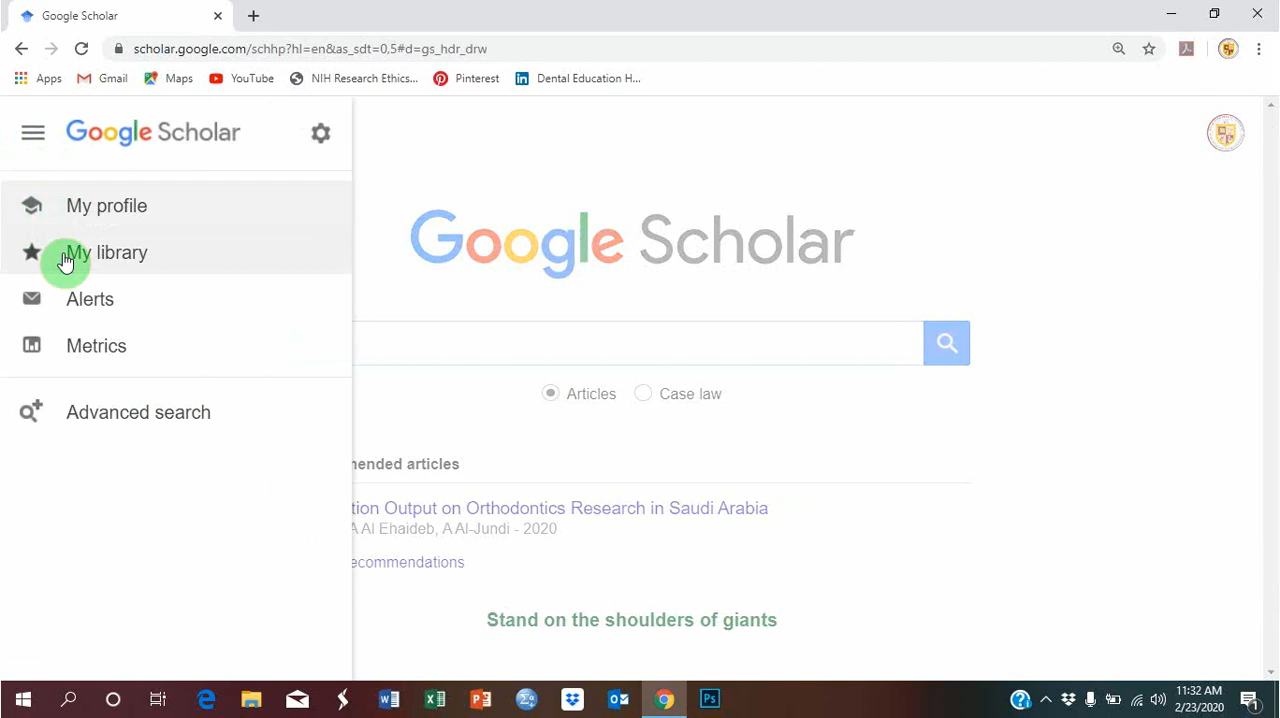 Google Scholar
scholar.google.com/schhp?hl=en&as_sdt=0,5#d=gs_hdr_drw
Apps
Gmail
Maps
YouTube
NIH Research Ethics...
Pinterest
Dental Education H...
Google Scholar
My profile
My library
Alerts
Metrics
Advanced search
Google Scholar
Articles
Case law
mended articles
tion Output on Orthodontics Research in Saudi Arabia
A Al Ehaideb, A Al-Jundi - 2020
ecommendations
Stand on the shoulders of giants
11:32 AM
2/23/2020
1